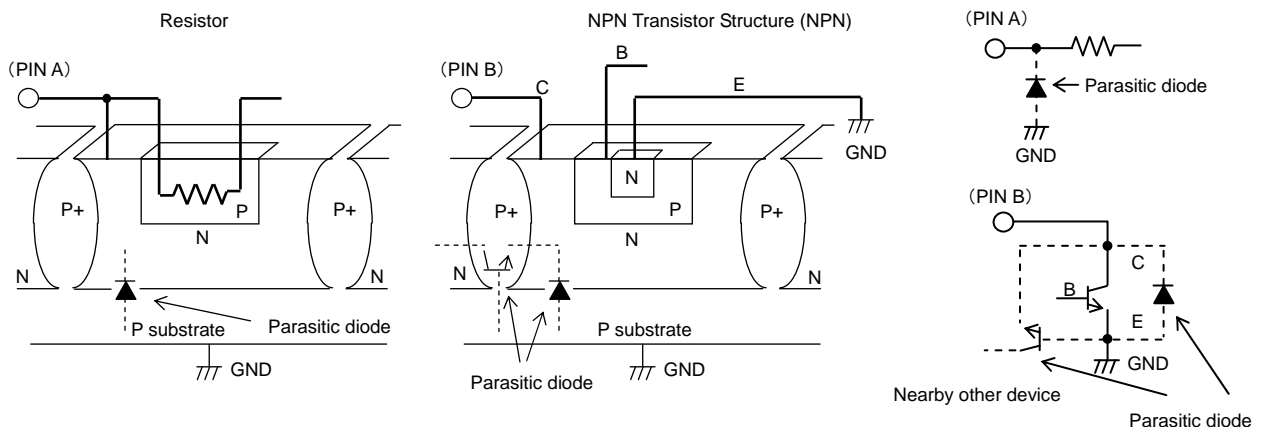 Resistor
(PIN A)
P+
P
P+
N
N
N
P substrate
Parasitic diode
GND
NPN Transistor Structure (NPN)
(PIN B)
B
C
E
GND
N
P+
P
P+
N
N
N
P substrate
Parasitic diode
GND
(PIN A)
Parasitic diode
GND
(PIN B)
C
B
E
GND
Nearby other device
Parasitic diode